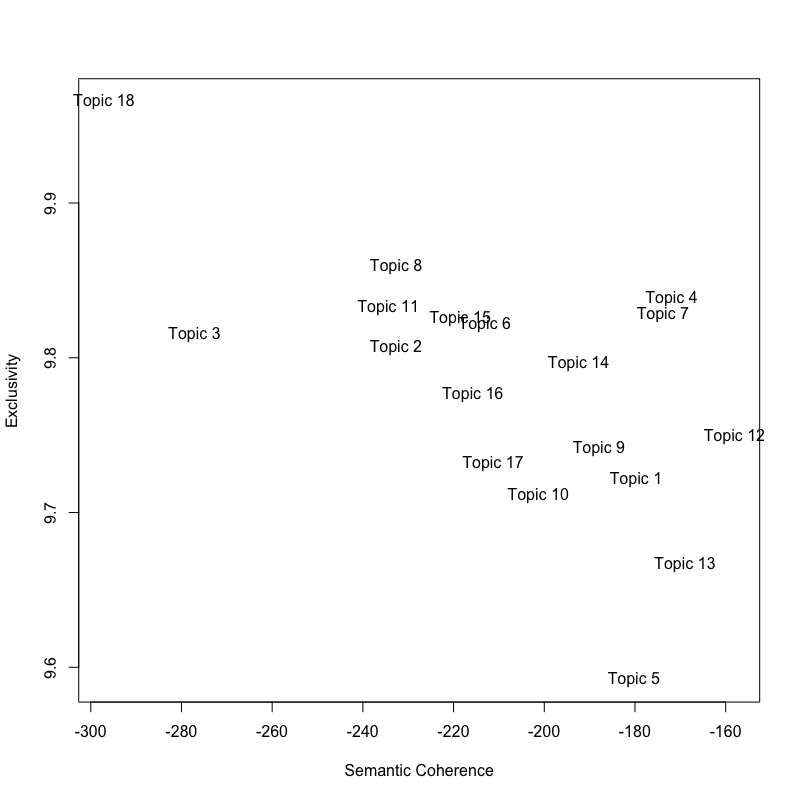 Topic 18
9.9
Topic 8
Topic 4
Topic 11
Topic 7
Topic 15
Topic 6
Topic 3
Topic 2
9.8
Topic 14
Topic 16
Topic 12
Topic 9
Topic 17
Topic 1
Topic 10
9.7
Topic 13
Topic 5
9.6
Exclusivity
-300 -280 -260 -240 -220 -200 -180 -160
Semantic Coherence